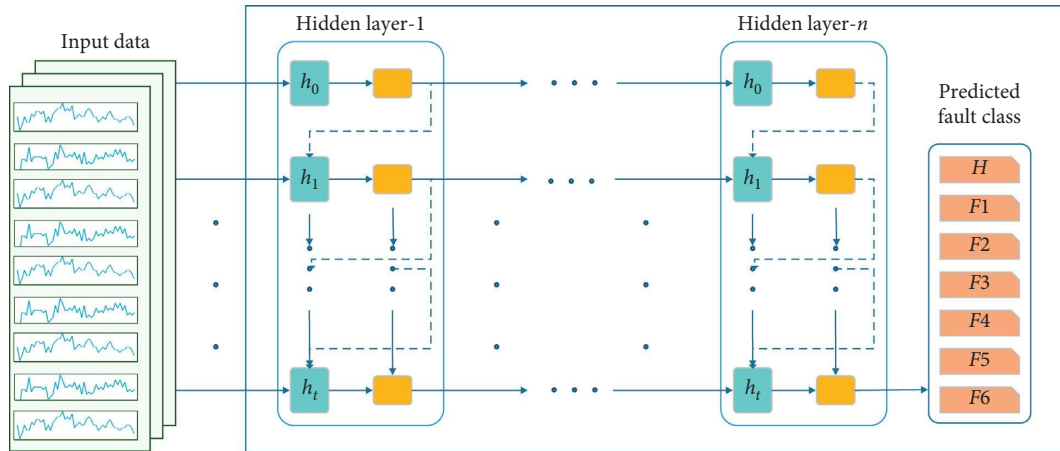 Input data
Hidden layer-1
Hidden layer-n
h0
h0
h1
h1
ht
ht
Predicted
fault class
H
F1
F2
F3
F4
F5
F6